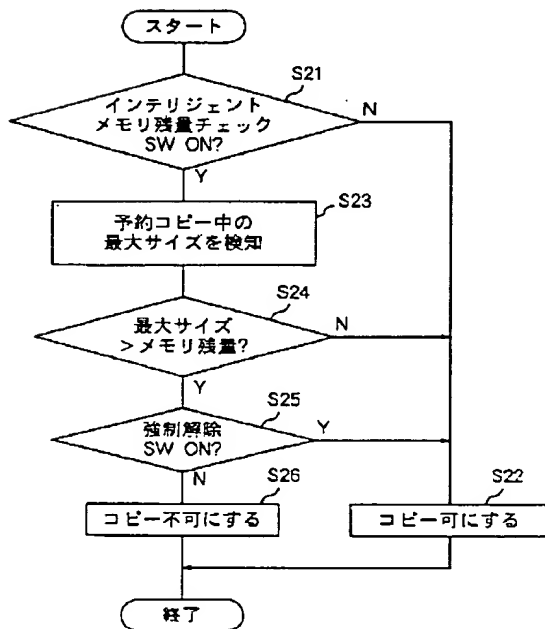 スタート
S21
インテリジェント
メモリ残量チェック
SW ON?
N
Y
S23
予約コピー中の
最大サイズを検知
S24
最大サイズ
>メモリ残量?
N
Y
S25
強制解除
SW ON?
Y
N
S26
コピー不可にする
S22
コピー可にする
終了